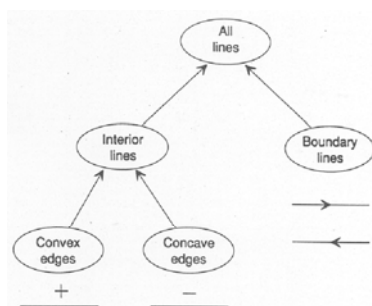 All
lines
Interior
lines
Boundary
lines
Convex
edges
Concave
edges
+
−